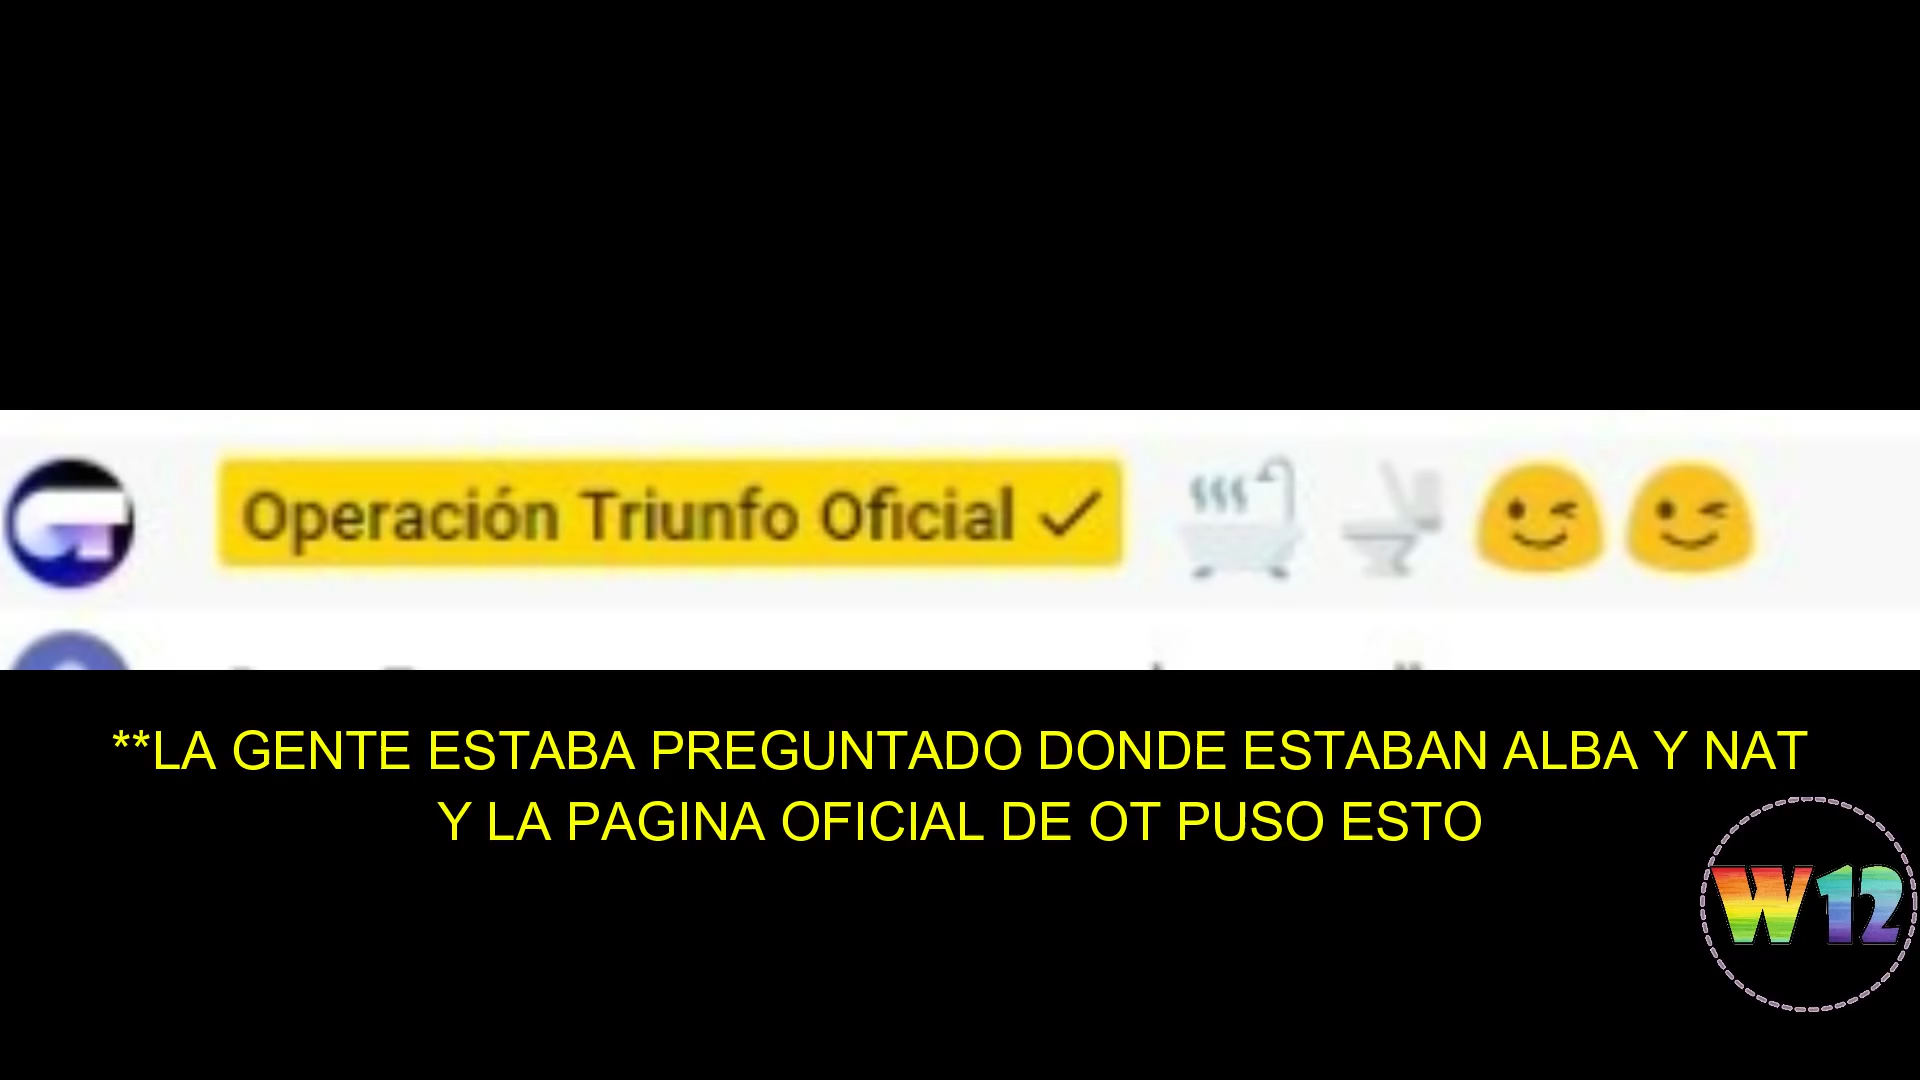 Operación Triunfo Oficial ✓
**LA GENTE ESTABA PREGUNTADO DONDE ESTABAN ALBA Y NAT
Y LA PAGINA OFICIAL DE OT PUSO ESTO
W12